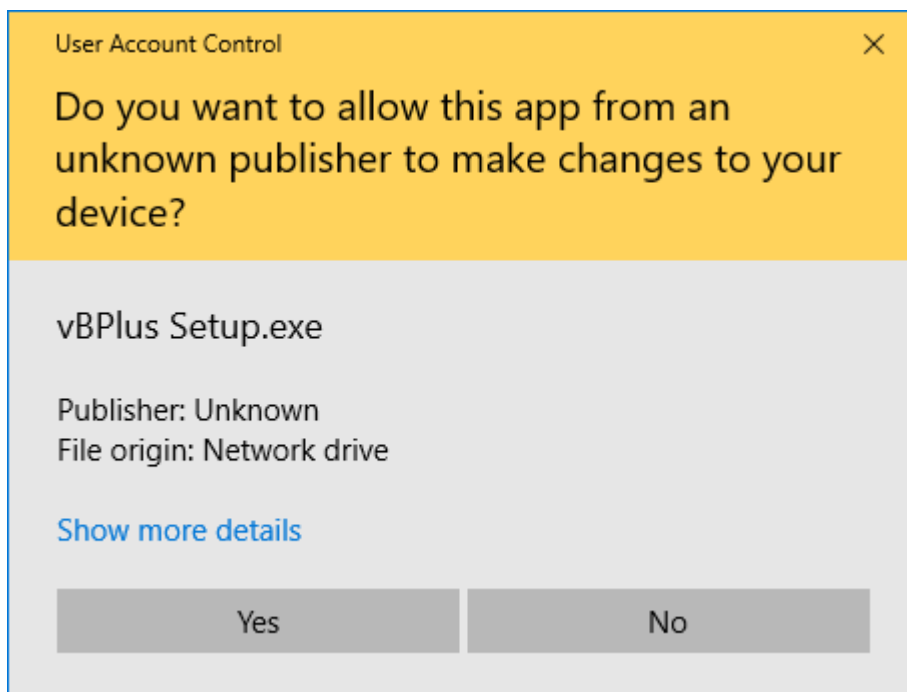 User Account Control
Do you want to allow this app from an
unknown publisher to make changes to your
device?
vBPlus Setup.exe
Publisher: Unknown
File origin: Network drive
Show more details
Yes
No